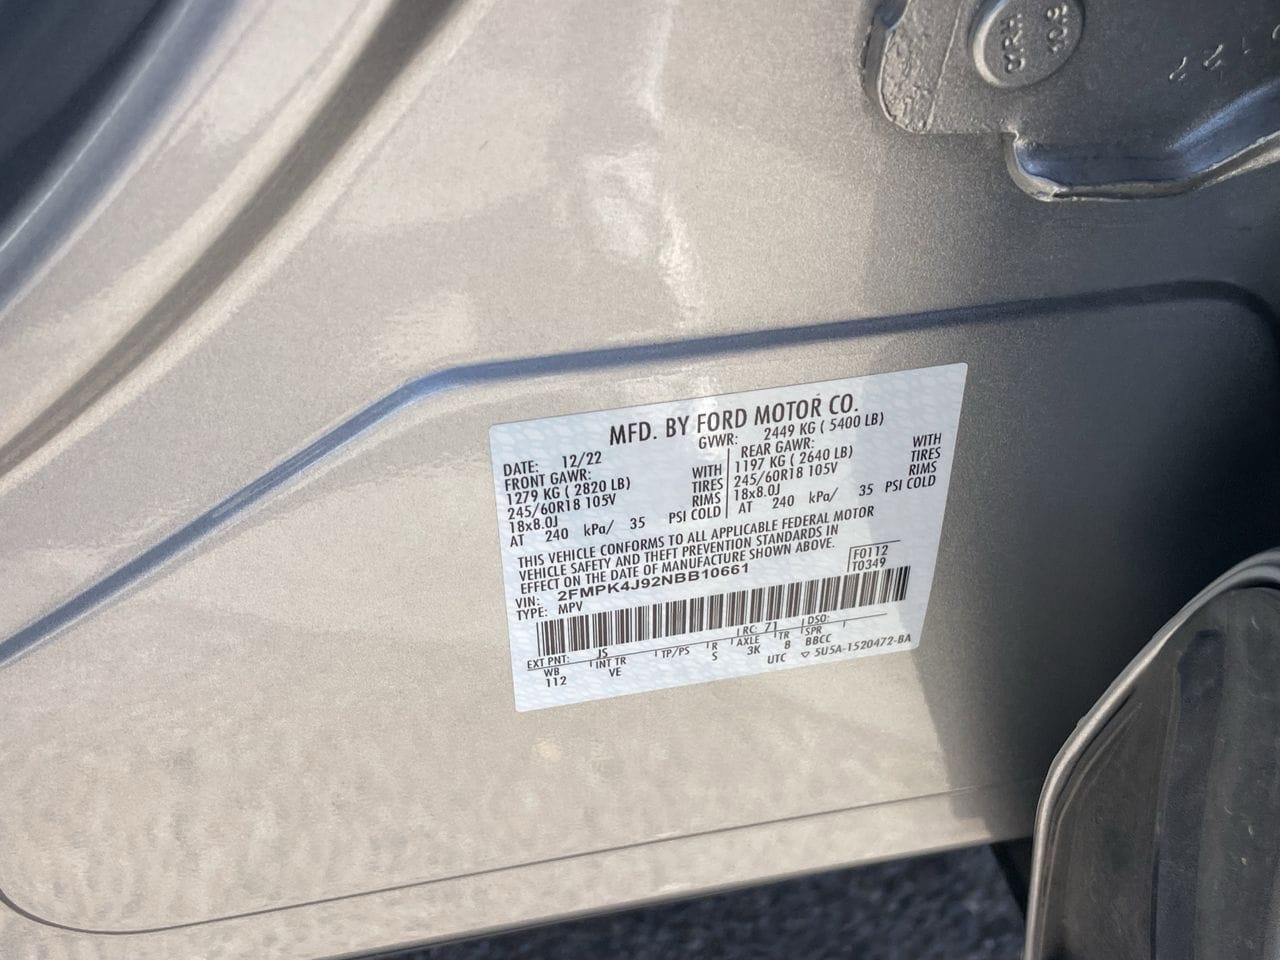 MFD. BY FORD MOTOR CO.
DATE: 12/22 GVWR: 2449 KG ( 5400 LB)
FRONT GAWR: WITH REAR GAWR: WITH
1279 KG ( 2820 LB) TIRES 1197 KG ( 2640 LB) TIRES
245/60R18 105V RIMS 245/60R18 105V RIMS
18x8.0J 18x8.0J
AT 240 kPa/ 35 PSI COLD AT 240 kPa/ 35 PSI COLD
THIS VEHICLE CONFORMS TO ALL APPLICABLE FEDERAL MOTOR
VEHICLE SAFETY AND THEFT PREVENTION STANDARDS IN
EFFECT ON THE DATE OF MANUFACTURE SHOWN ABOVE.
VIN: 2FMPK4J92NBB10661 F0112
TYPE: MPV T0349
EXT PNT: JS RC: 71 DSO:
WB INT TR TP/PS R AXLE TR SPR
112 VE S 3K 8 BBCC
UTC ▽ 5U5A-1520472-BA